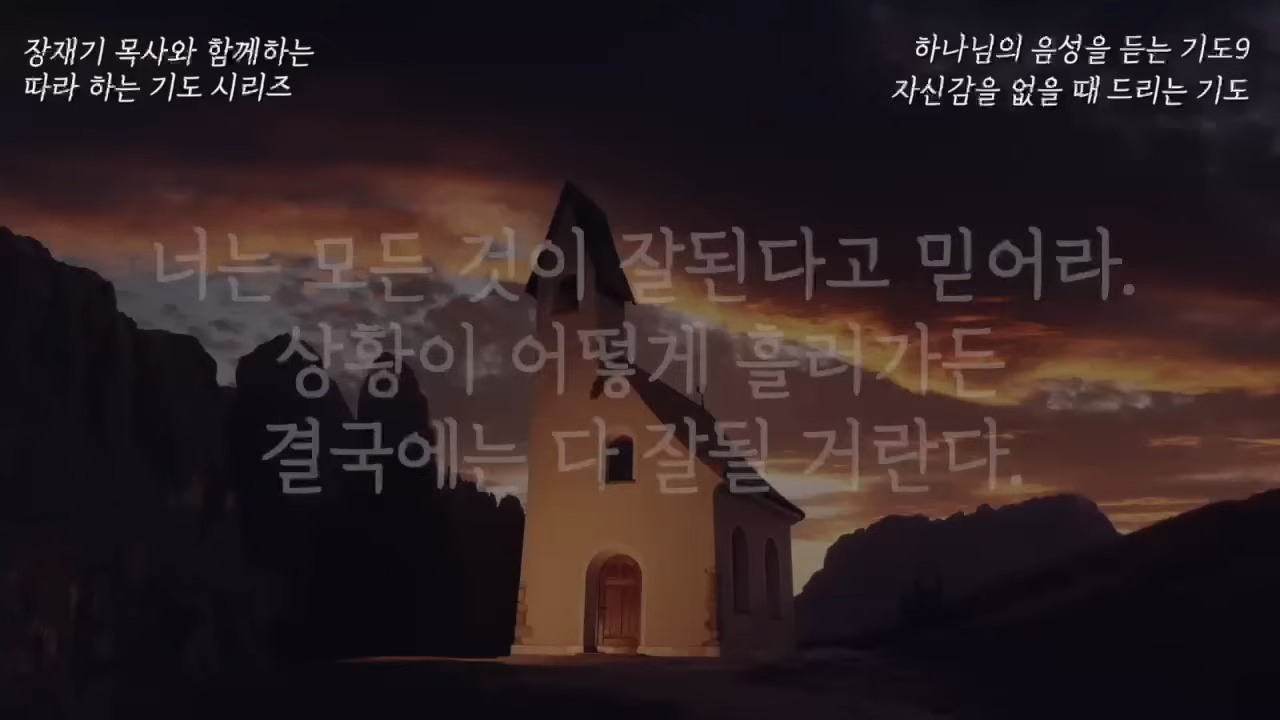 장재기 목사와 함께하는
따라 하는 기도 시리즈
하나님의 음성을 듣는 기도9
자신감을 없을 때 드리는 기도
너는 모든 것이 잘된다고 믿어라.
상황이 어떻게 흘러가든
결국에는 다 잘될 거란다.